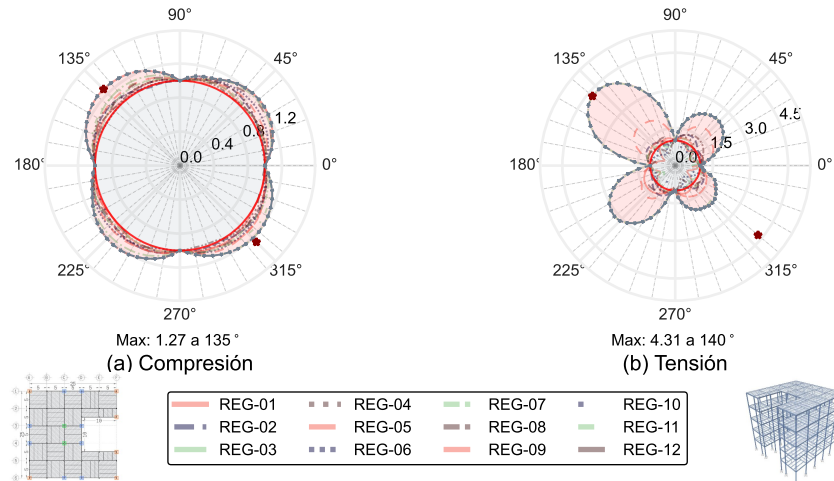 90° 90°
135° 45° 135° 45°
1.2 4.5
0.8 3.0
0.4 1.5
0.0 0.0
180° 0° 180° 0°
225° 315° 225° 315°
270° 270°
Max: 1.27 a 135° Max: 4.31 a 140°
(a) Compresión (b) Tensión
REG-01 REG-04 REG-07 REG-10
REG-02 REG-05 REG-08 REG-11
REG-03 REG-06 REG-09 REG-12